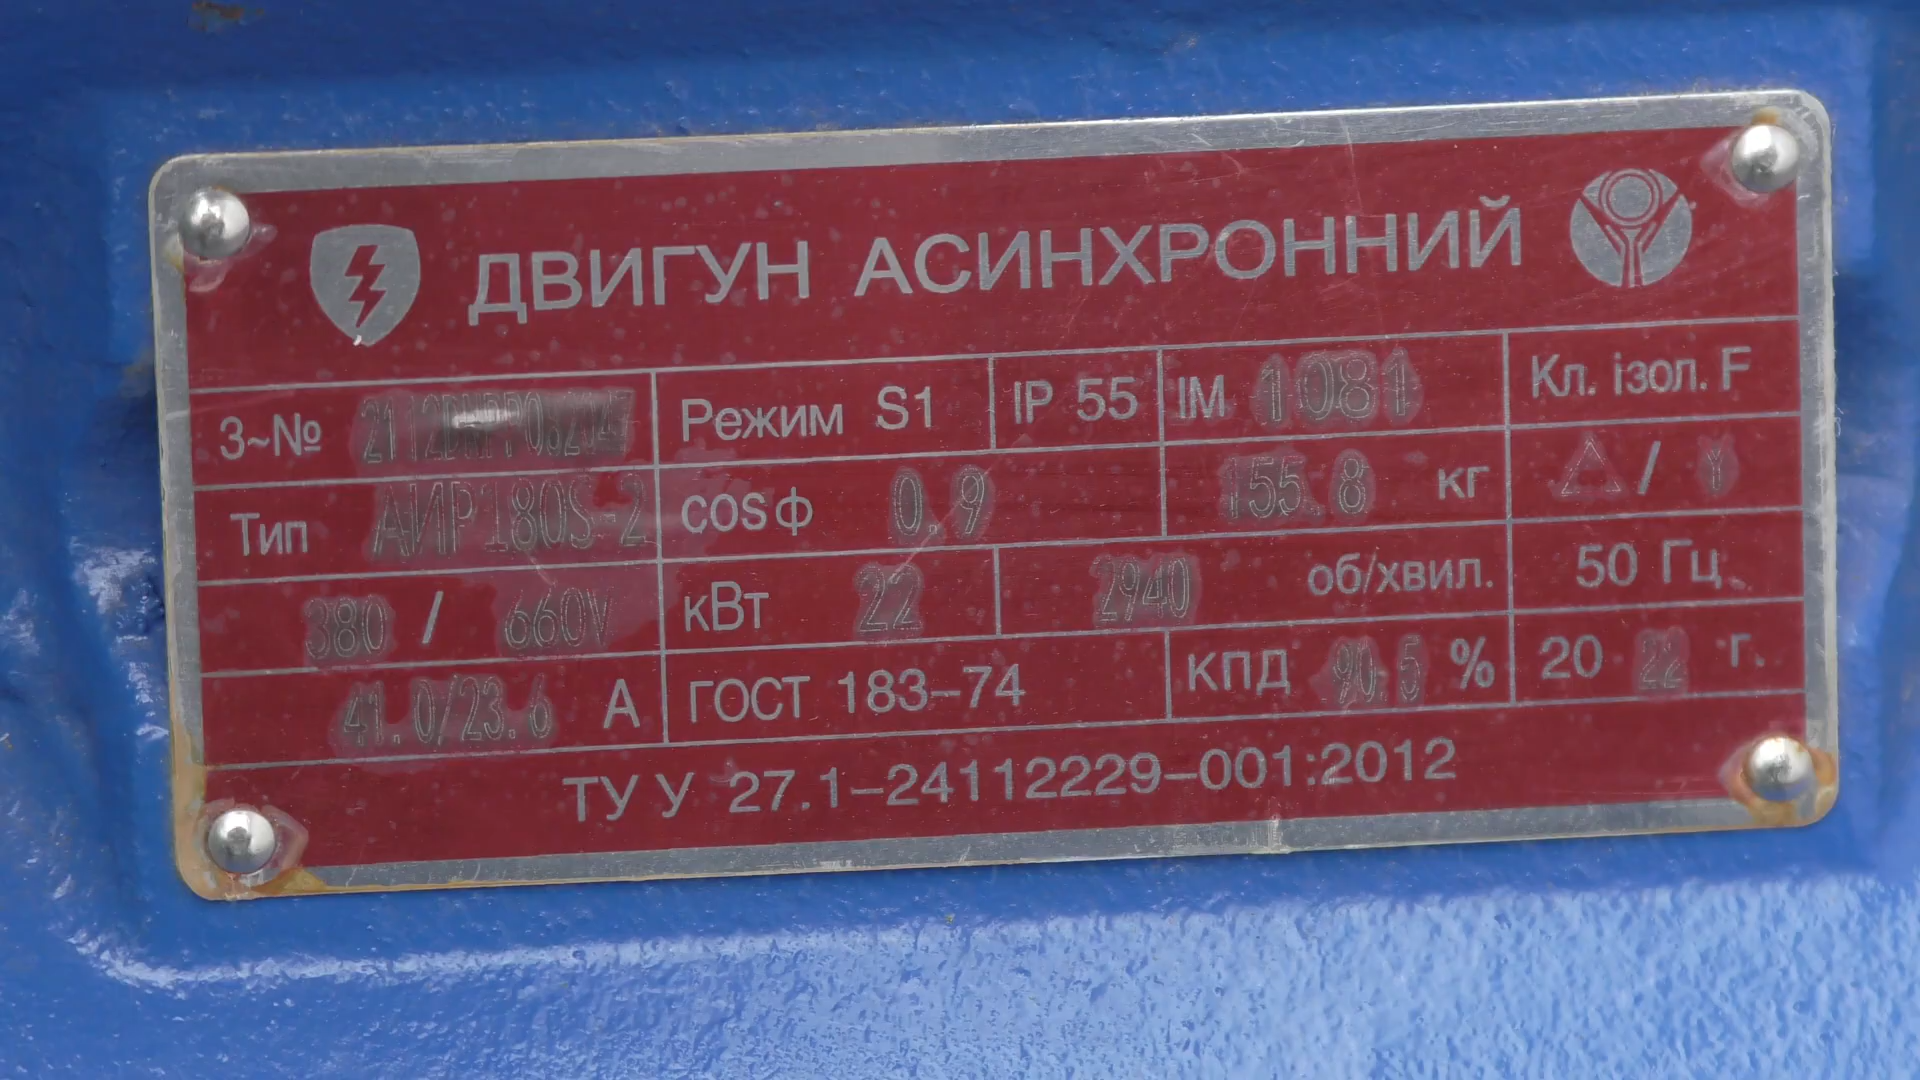 ДВИГУН АСИНХРОННИЙ
3~№ Режим S1 IP 55 IM 1081 Кл. ізол. F
Тип АИР180S-2 cosф 0.9 155.8 кг △ / Y
380 / 660V кВт 22 2940 об/хвил. 50 Гц
41.0/23.6 А ГОСТ 183-74 КПД 90.5 % 20 22 г.
ТУ У 27.1-24112229-001:2012